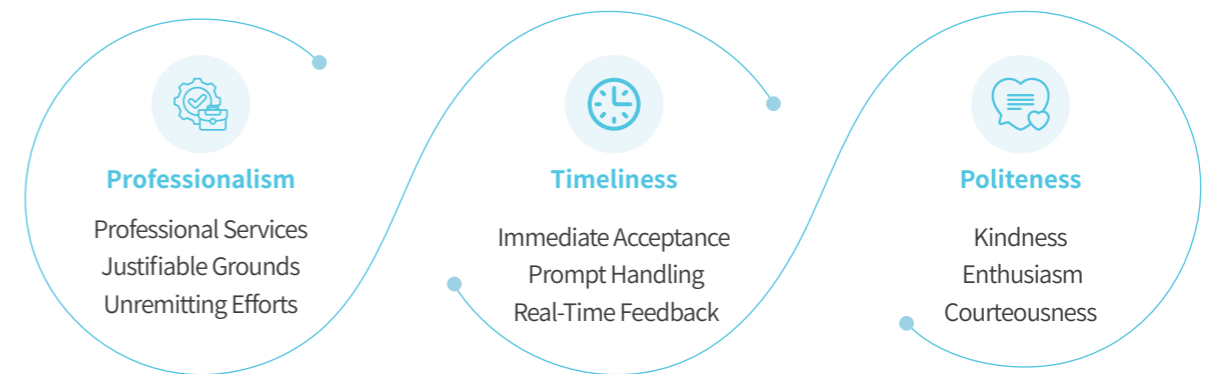 Professionalism
Professional Services
Justifiable Grounds
Unremitting Efforts
Timeliness
Immediate Acceptance
Prompt Handling
Real-Time Feedback
Politeness
Kindness
Enthusiasm
Courteousness